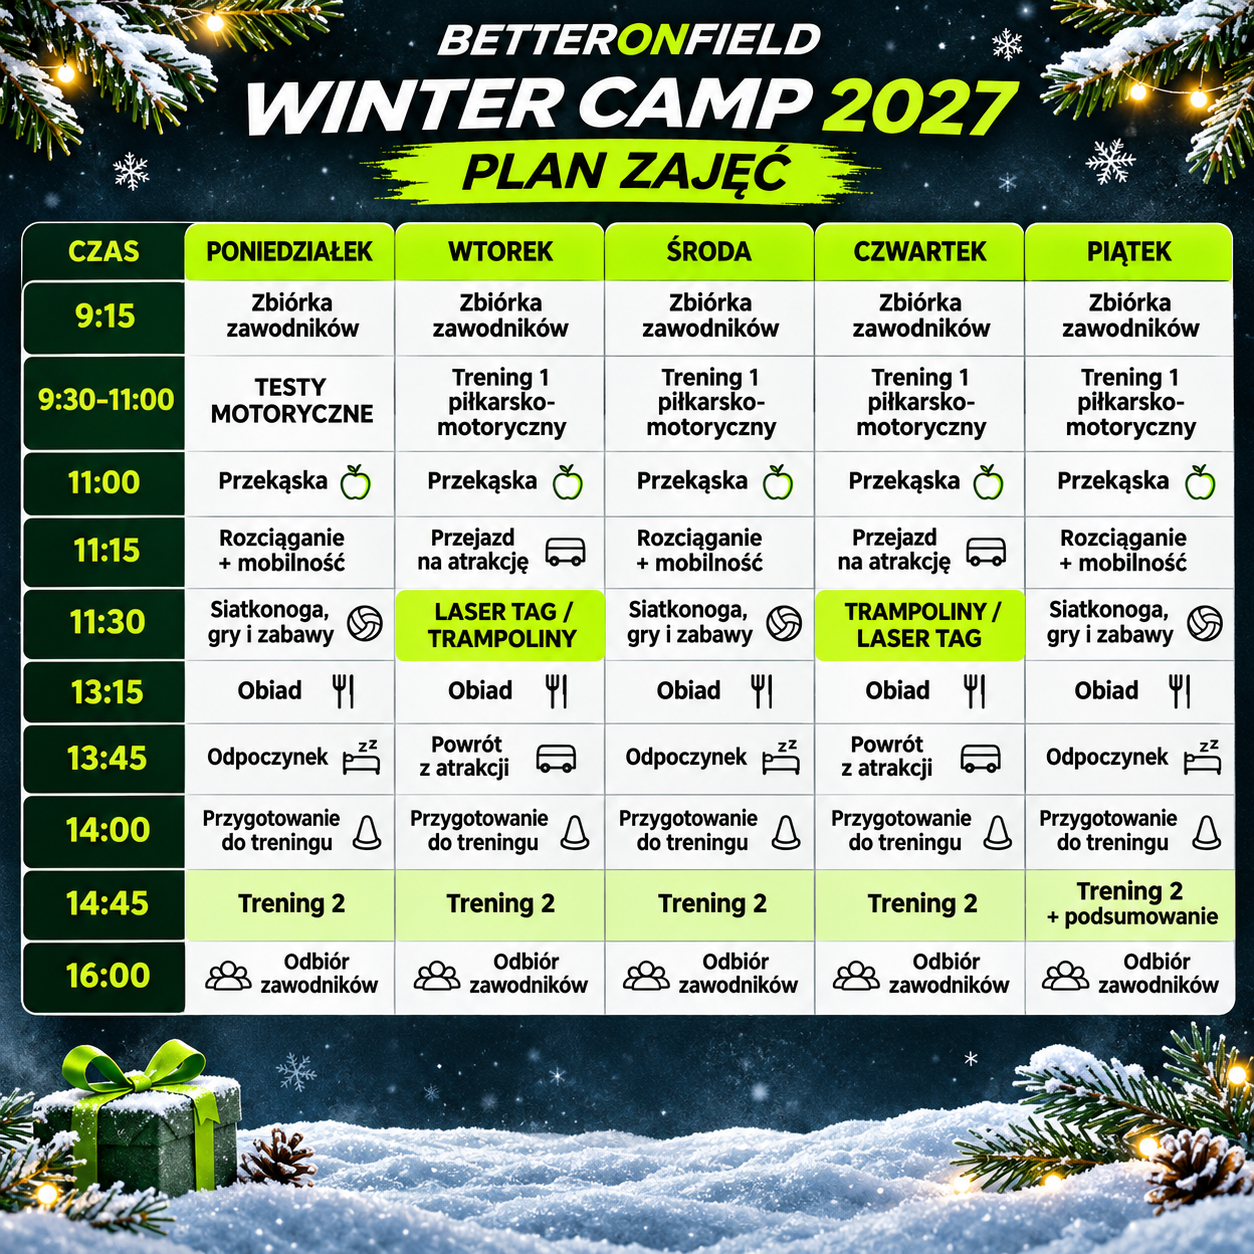 BETTERONFIELD
WINTER CAMP 2027
PLAN ZAJĘĆ
CZAS PONIEDZIAŁEK WTOREK ŚRODA CZWARTEK PIĄTEK
9:15 Zbiórka zawodników Zbiórka zawodników Zbiórka zawodników Zbiórka zawodników Zbiórka zawodników
9:30-11:00 TESTY MOTORYCZNE Trening 1 piłkarsko-motoryczny Trening 1 piłkarsko-motoryczny Trening 1 piłkarsko-motoryczny Trening 1 piłkarsko-motoryczny
11:00 Przekąska Przekąska Przekąska Przekąska Przekąska
11:15 Rozciąganie + mobilność Przejazd na atrakcję Rozciąganie + mobilność Przejazd na atrakcję Rozciąganie + mobilność
11:30 Siatkonoga, gry i zabawy LASER TAG / TRAMPOLINY Siatkonoga, gry i zabawy TRAMPOLINY / LASER TAG Siatkonoga, gry i zabawy
13:15 Obiad Obiad Obiad Obiad Obiad
13:45 Odpoczynek zz Powrót z atrakcji Odpoczynek zz Powrót z atrakcji Odpoczynek zz
14:00 Przygotowanie do treningu Przygotowanie do treningu Przygotowanie do treningu Przygotowanie do treningu Przygotowanie do treningu
14:45 Trening 2 Trening 2 Trening 2 Trening 2 Trening 2 + podsumowanie
16:00 Odbiór zawodników Odbiór zawodników Odbiór zawodników Odbiór zawodników Odbiór zawodników